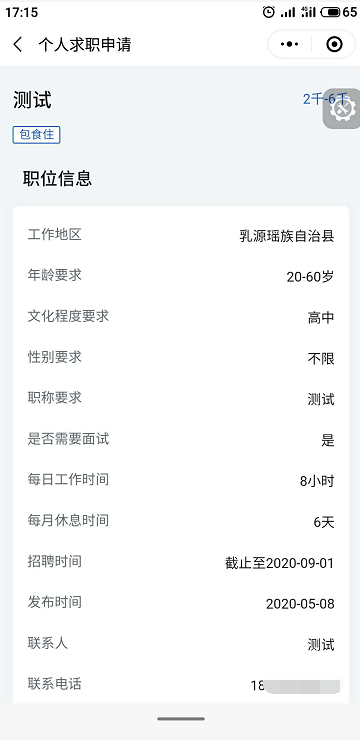 17:15
65
个人求职申请
测试
2千-6千
包食住
职位信息
工作地区 乳源瑶族自治县
年龄要求 20-60岁
文化程度要求 高中
性别要求 不限
职称要求 测试
是否需要面试 是
每日工作时间 8小时
每月休息时间 6天
招聘时间 截止至2020-09-01
发布时间 2020-05-08
联系人 测试
联系电话 18